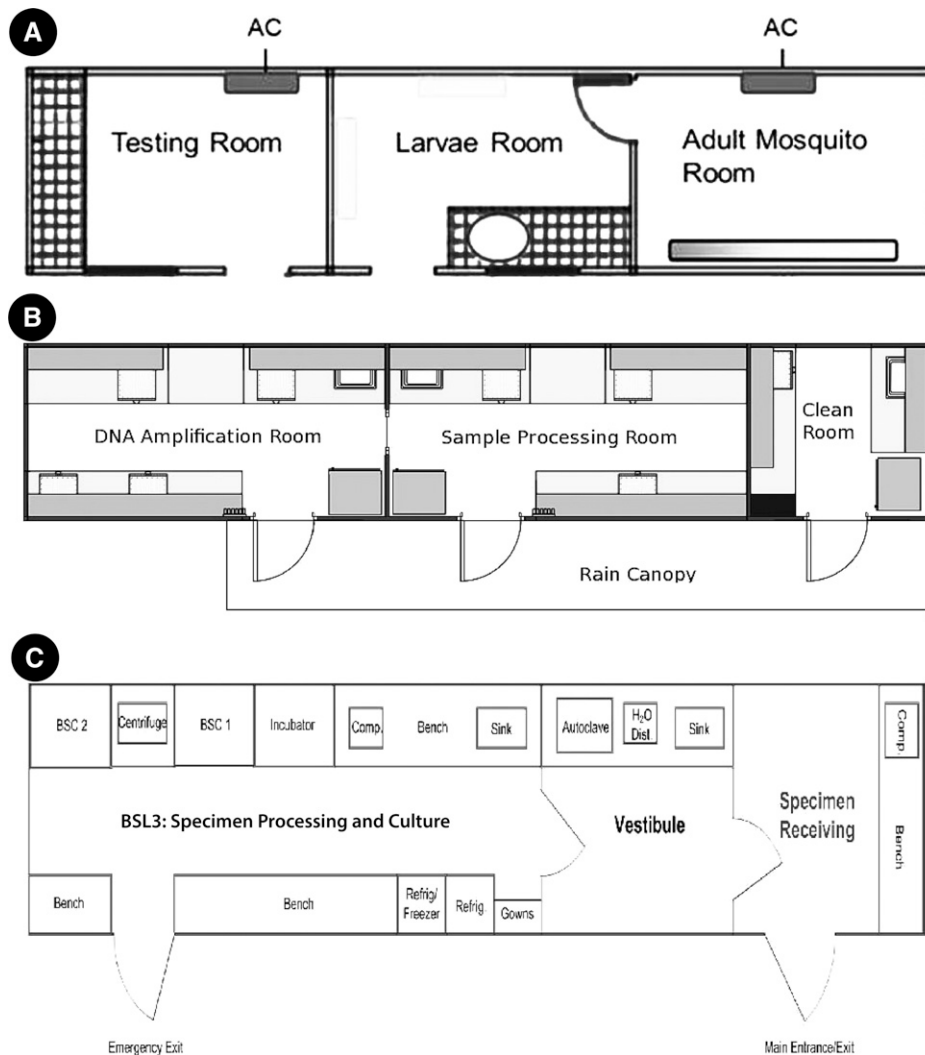 A
AC
AC
Testing Room
Larvae Room
Adult Mosquito
Room
B
DNA Amplification Room
Sample Processing Room
Clean
Room
Rain Canopy
C
BSC 2
Centrifuge
BSC 1
Incubator
Comp.
Bench
Sink
Autoclave
H₂O
Dist
Sink
Comp.
BSL3: Specimen Processing and Culture
Vestibule
Specimen
Receiving
Bench
Bench
Bench
Refrig/
Freezer
Refrig.
Gowns
Emergency Exit
Main Entrance/Exit